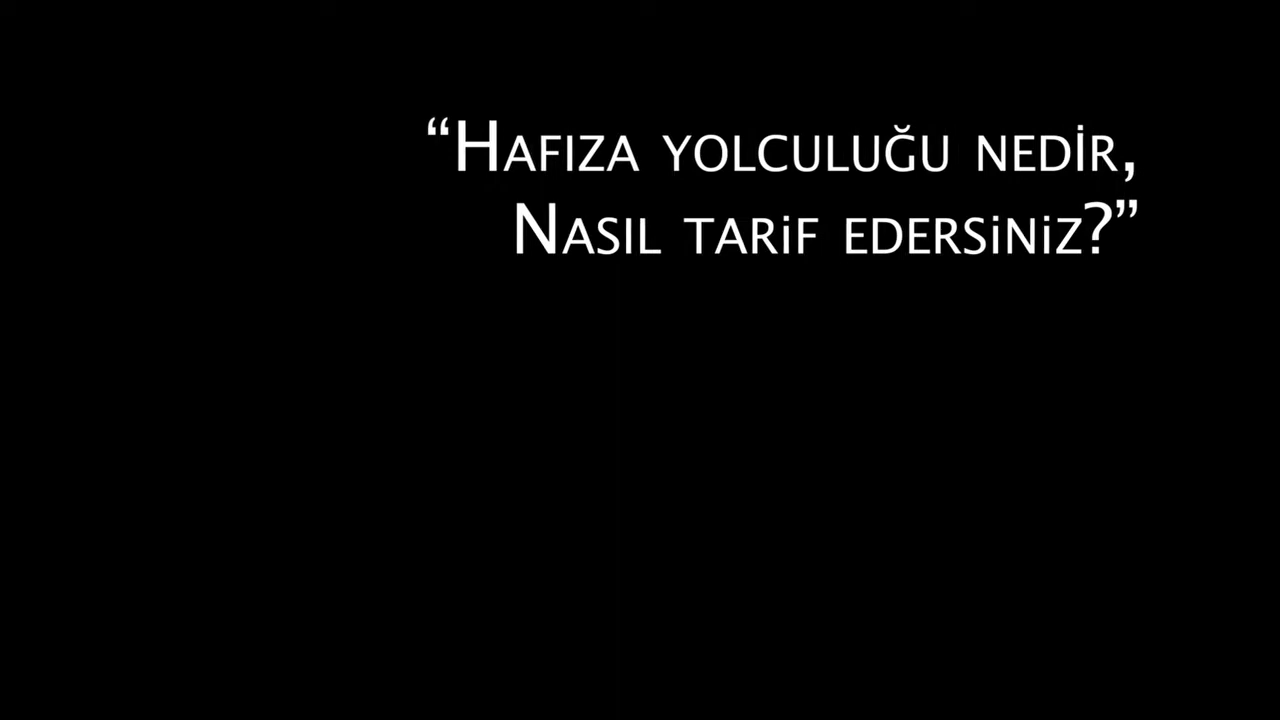 “Hafıza yolculuğu nedir,
Nasıl tarif edersiniz?”